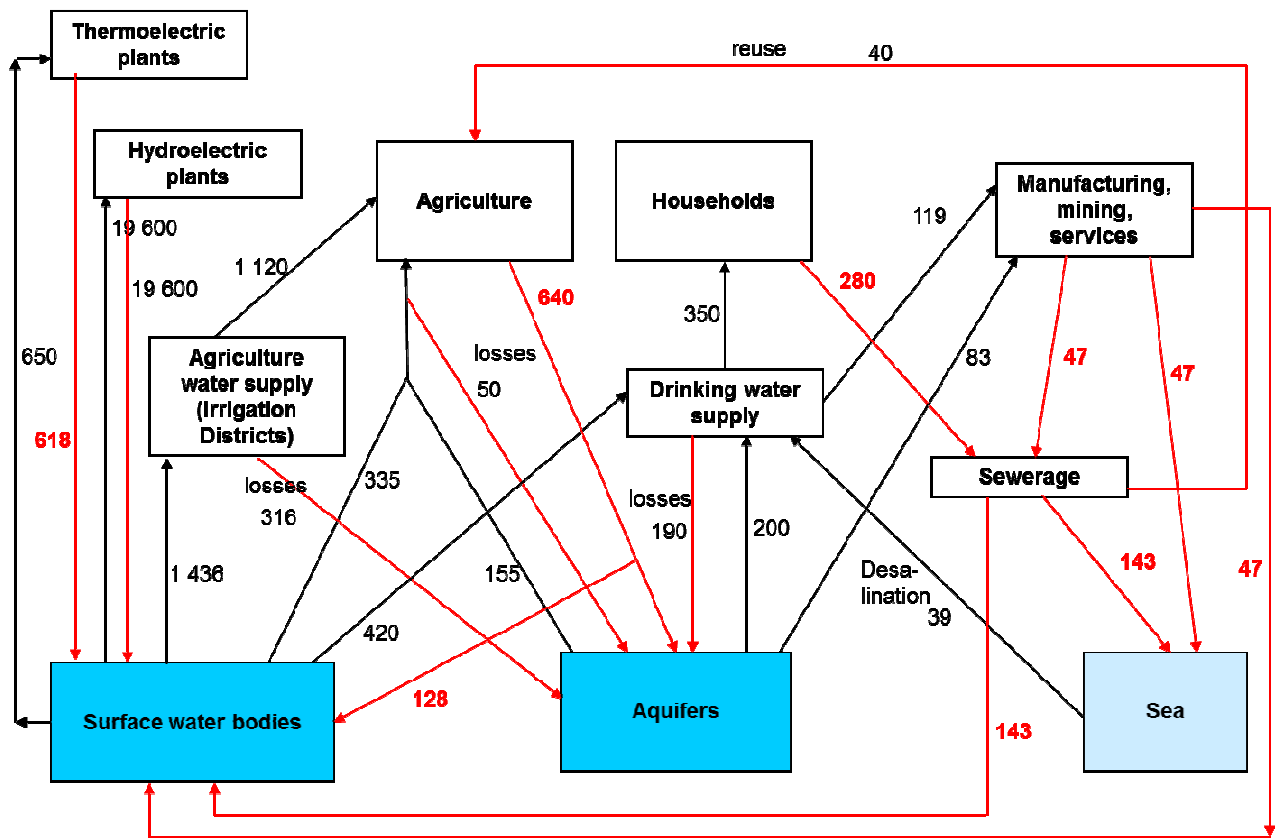 Thermoelectric
plants
reuse
40
Hydroelectric
plants
Agriculture
Households
Manufacturing,
mining,
services
119
19 600
1 120
19 600
640
280
350
650
Agriculture
water supply
(Irrigation
Districts)
losses
50
Drinking water
supply
83
47
47
618
losses
316
335
Sewerage
losses
190
200
1 436
155
Desa-
lination
39
143
47
420
128
143
Surface water bodies
Aquifers
Sea